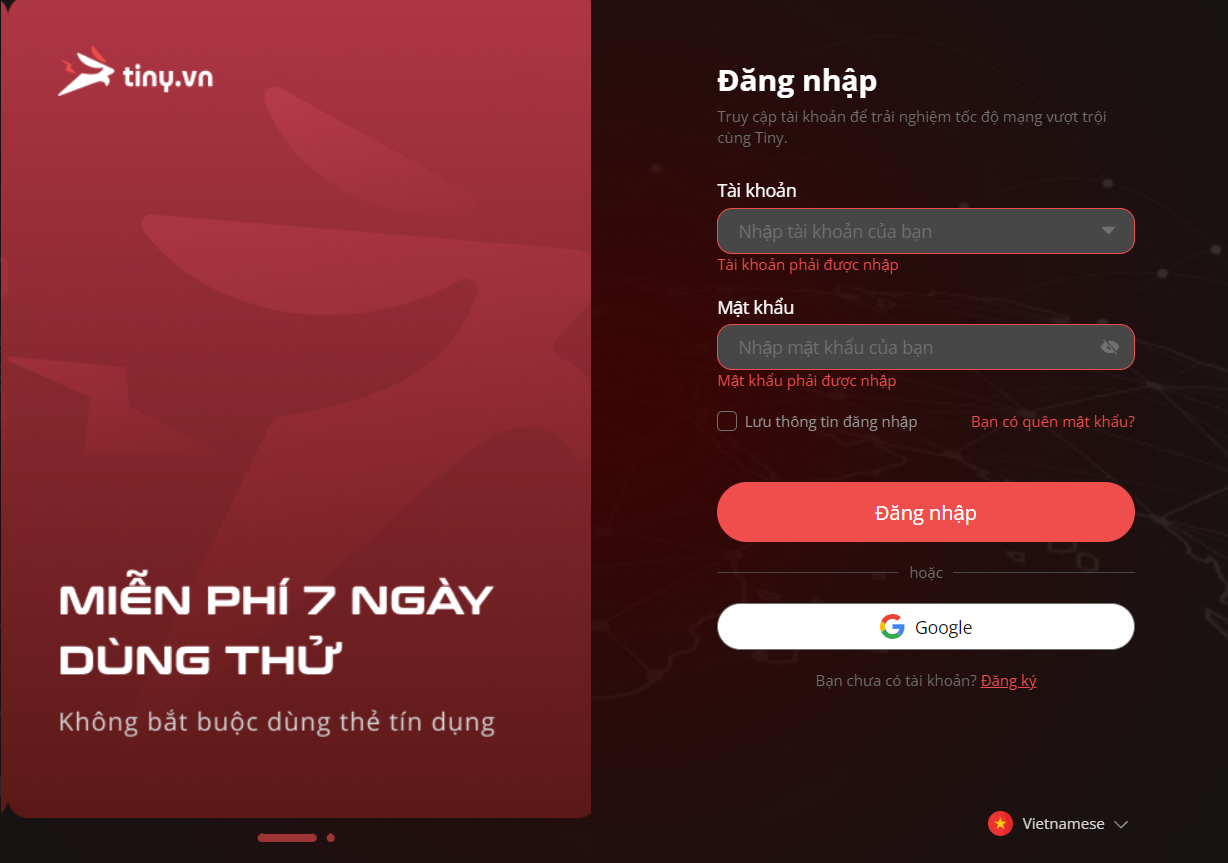 tiny.vn
MIỄN PHÍ 7 NGÀY
DÙNG THỬ
Không bắt buộc dùng thẻ tín dụng
Đăng nhập
Truy cập tài khoản để trải nghiệm tốc độ mạng vượt trội
cùng Tiny.
Tài khoản
Nhập tài khoản của bạn
Tài khoản phải được nhập
Mật khẩu
Nhập mật khẩu của bạn
Mật khẩu phải được nhập
Lưu thông tin đăng nhập
Bạn có quên mật khẩu?
Đăng nhập
hoặc
Google
Bạn chưa có tài khoản? Đăng ký
Vietnamese